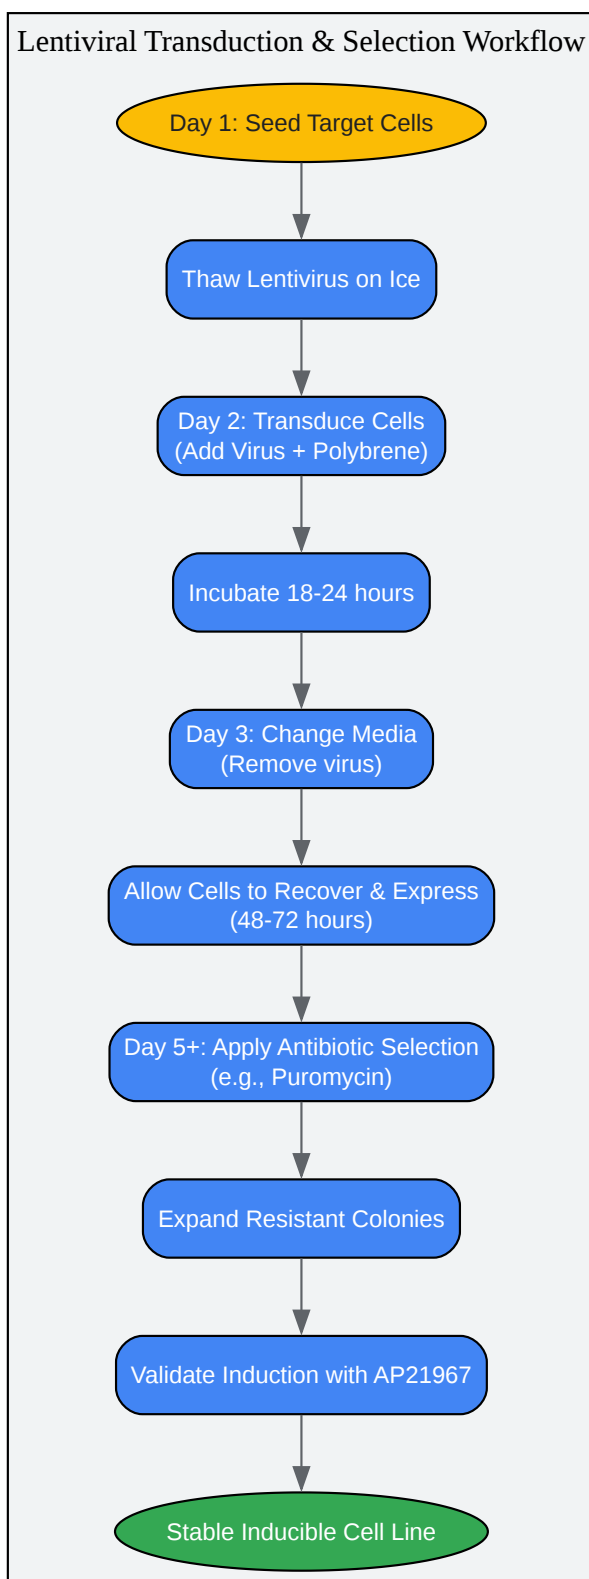 Lentiviral Transduction & Selection Workflow
Day 1: Seed Target Cells
Thaw Lentivirus on Ice
Day 2: Transduce Cells
(Add Virus + Polybrene)
Incubate 18-24 hours
Day 3: Change Media
(Remove virus)
Allow Cells to Recover & Express
(48-72 hours)
Day 5+: Apply Antibiotic Selection
(e.g., Puromycin)
Expand Resistant Colonies
Validate Induction with AP21967
Stable Inducible Cell Line